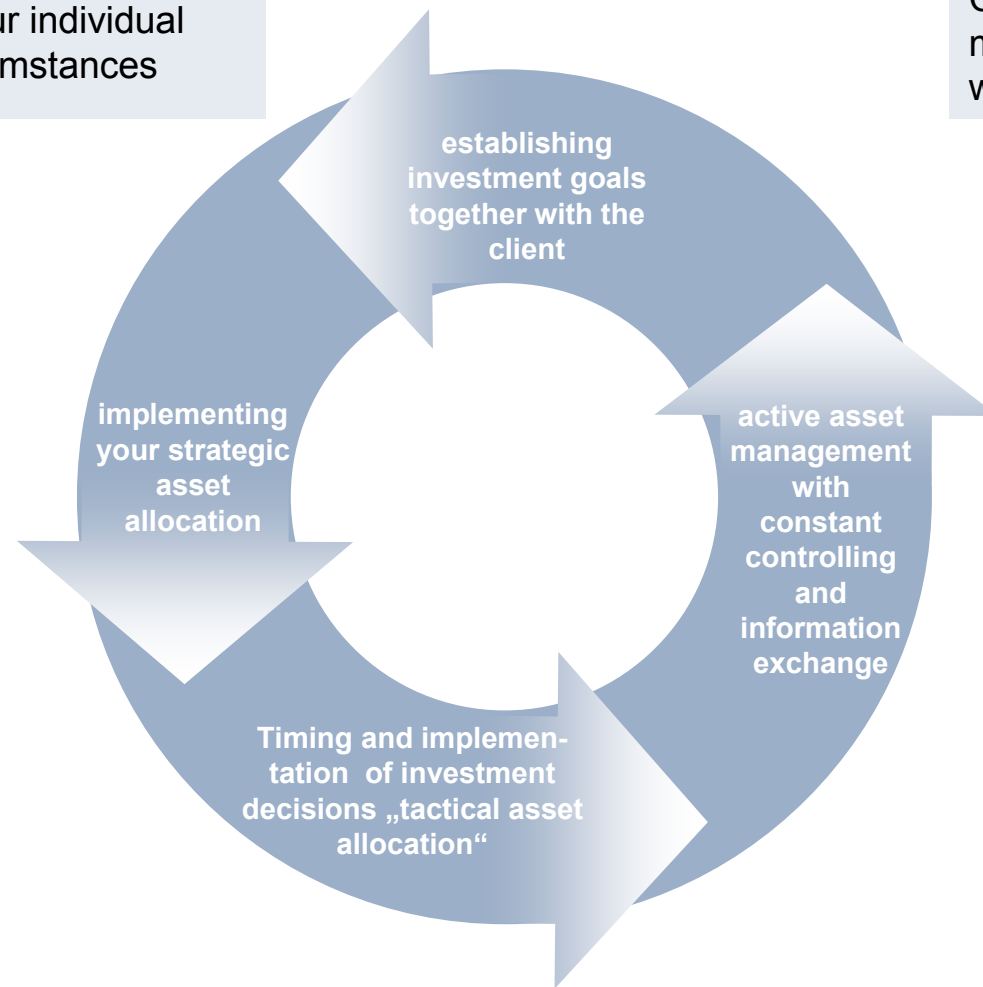 ur individual
umstances
establishing
investment goals
together with the
client
implementing
your strategic
asset
allocation
active asset
management
with
constant
controlling
and
information
exchange
Timing and implemen-
tation  of investment
decisions „tactical asset
allocation“